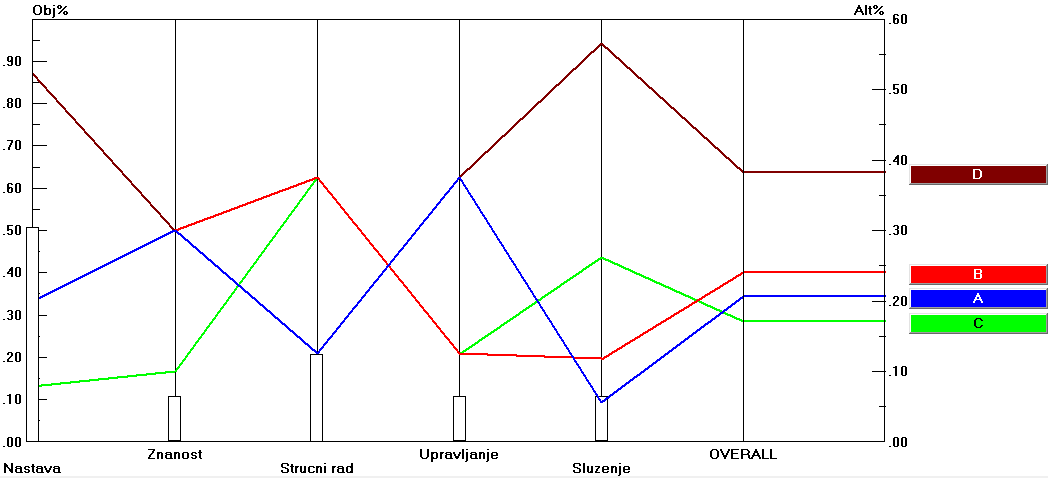 Obj%
Alt%
.90
.80
.70
.60
.50
.40
.30
.20
.10
.00
.60
.50
.40
.30
.20
.10
.00
D
B
A
C
Nastava
Znanost
Strucni rad
Upravljanje
Sluzenje
OVERALL